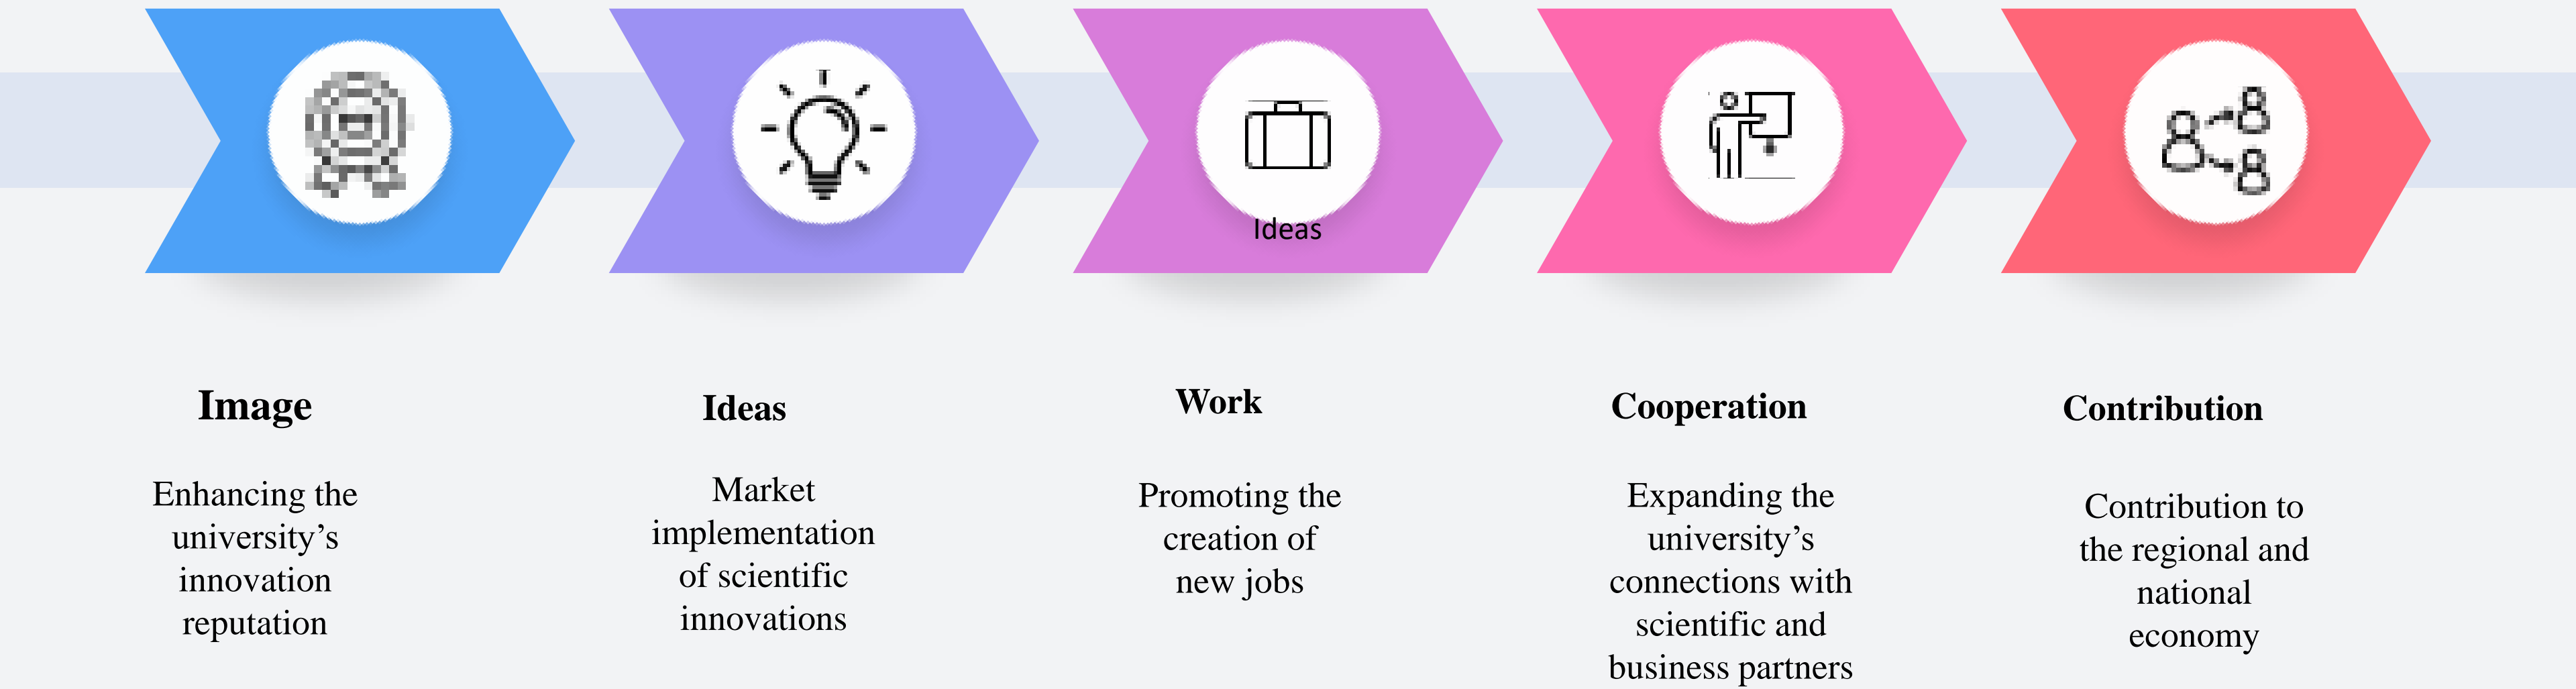 Ideas
Image
Enhancing the
university’s
innovation
reputation
Ideas
Market
implementation
of scientific
innovations
Work
Promoting the
creation of
new jobs
Cooperation
Expanding the
university’s
connections with
scientific and
business partners
Contribution
Contribution to
the regional and
national
economy